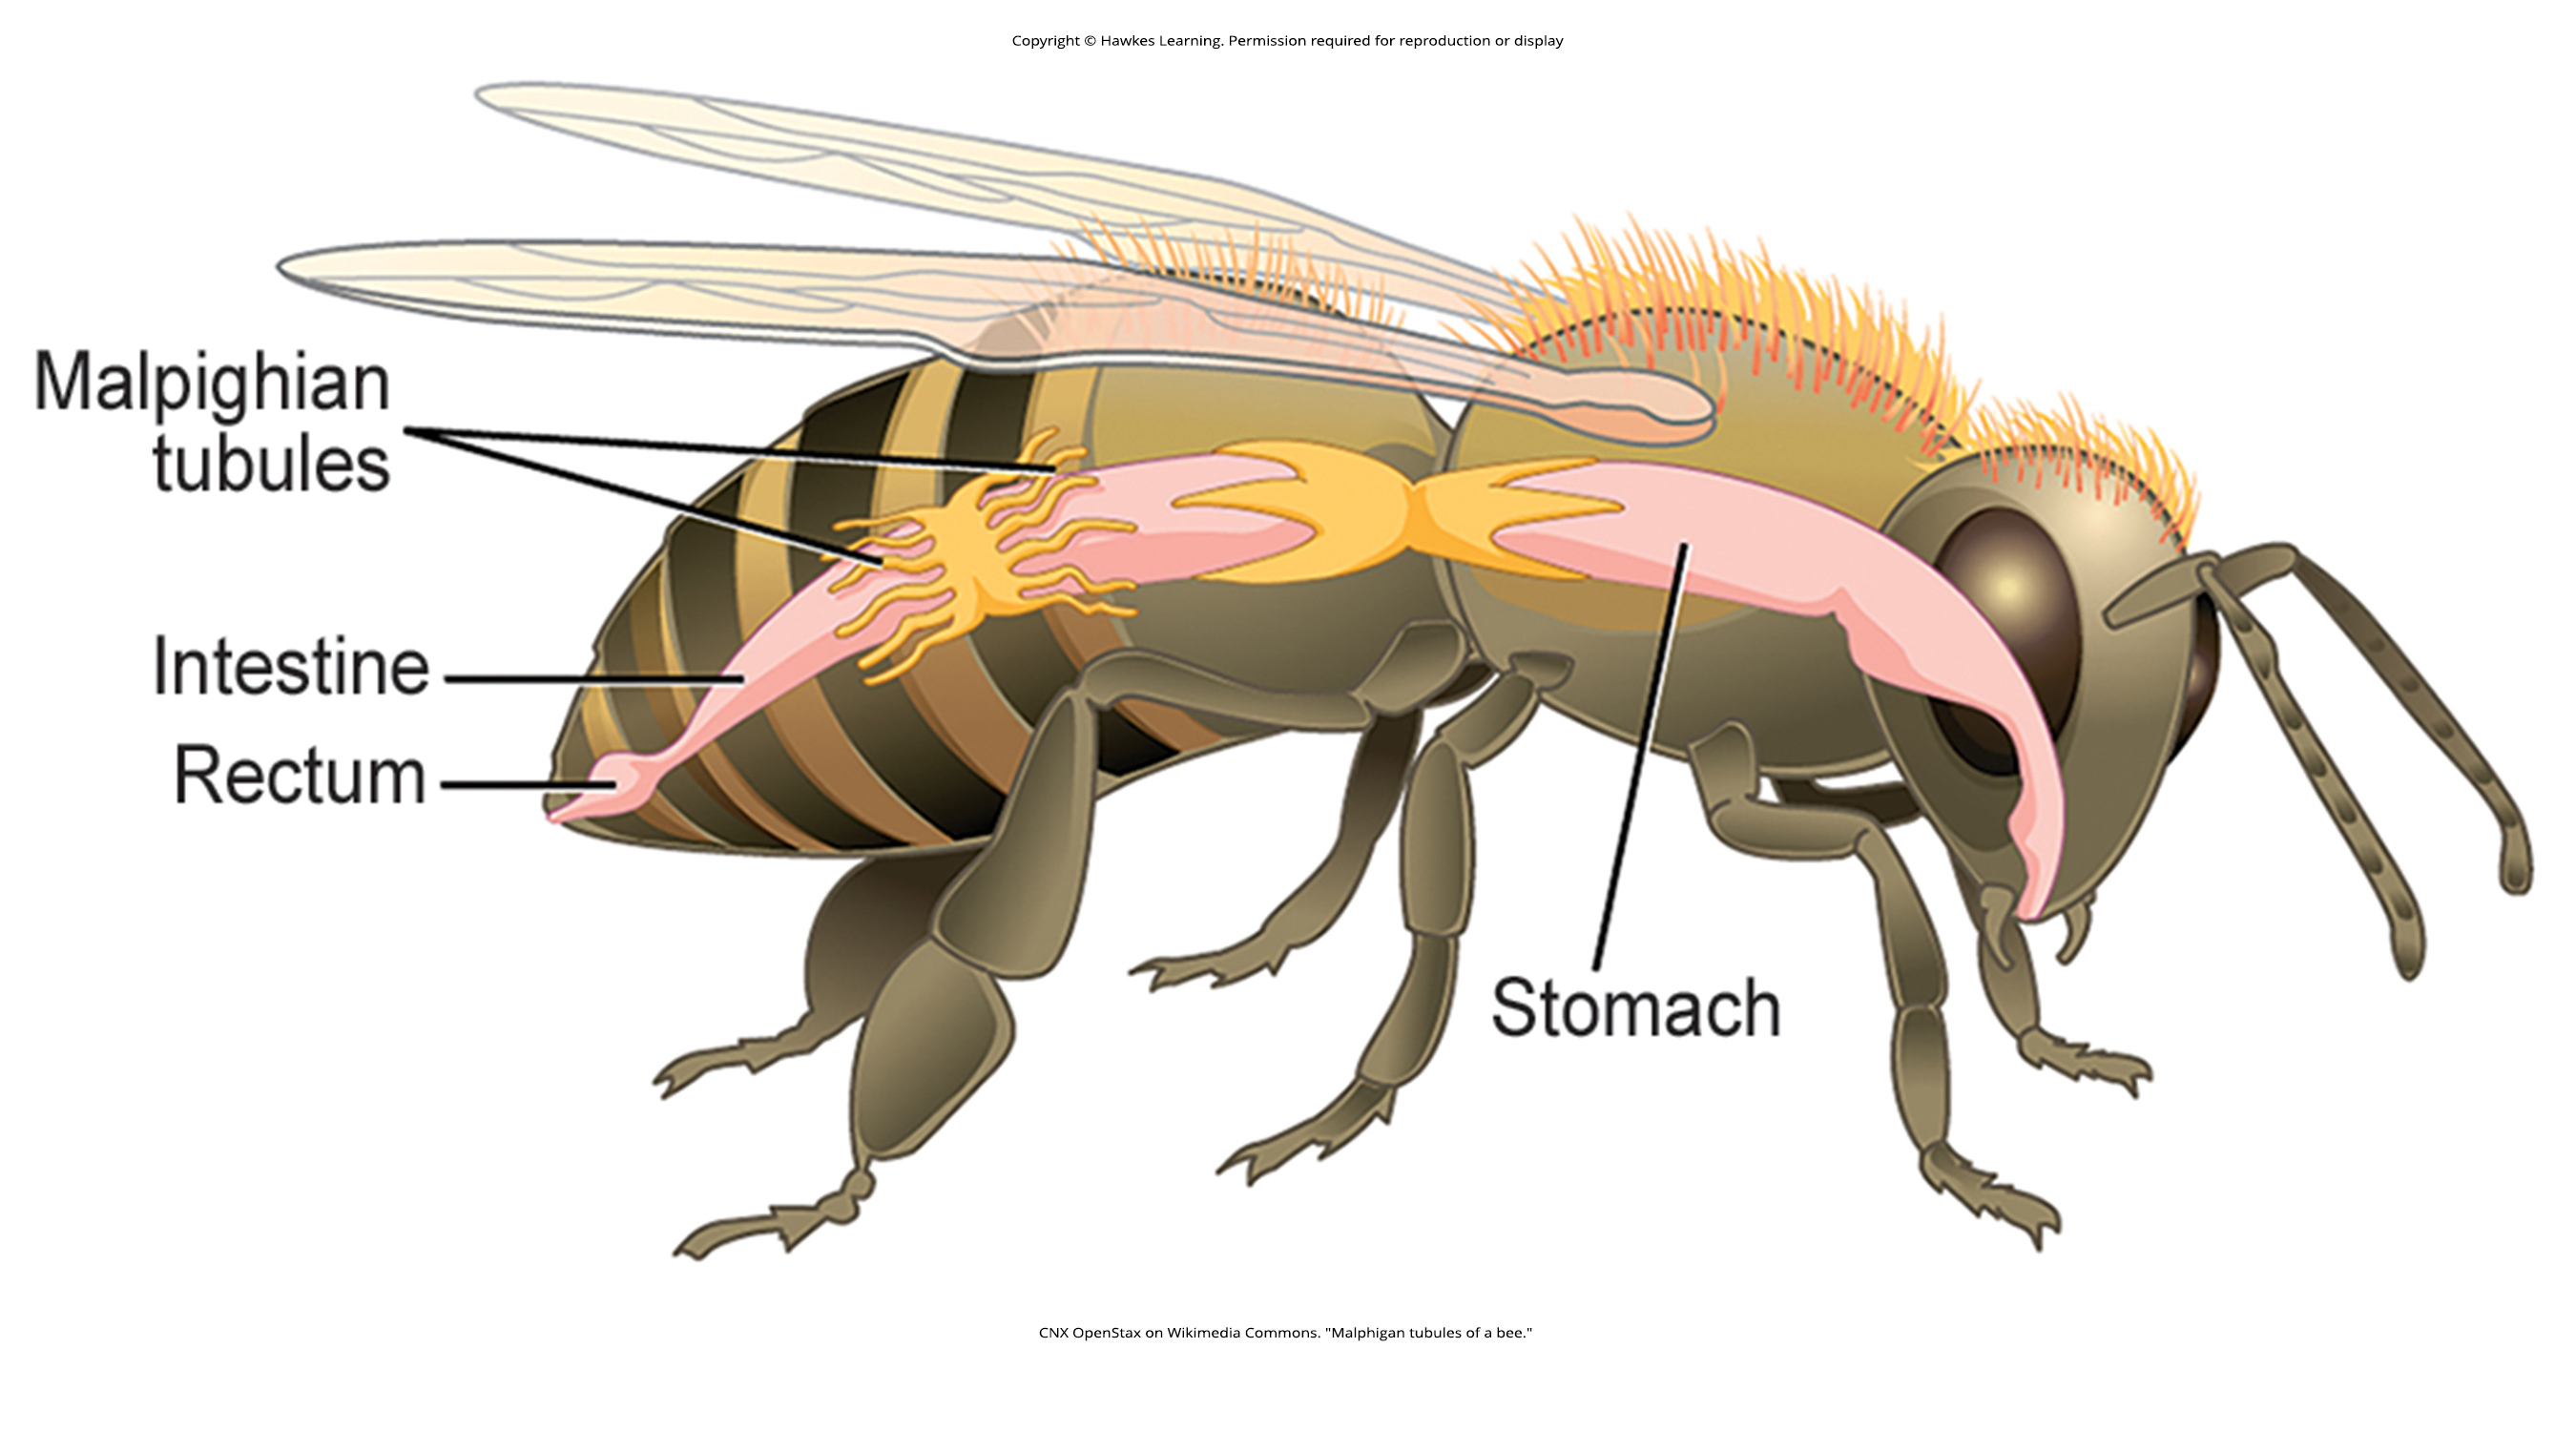 Copyright © Hawkes Learning. Permission required for reproduction or display
Malpighian
tubules
Intestine
Rectum
Stomach
CNX OpenStax on Wikimedia Commons. "Malphigan tubules of a bee."